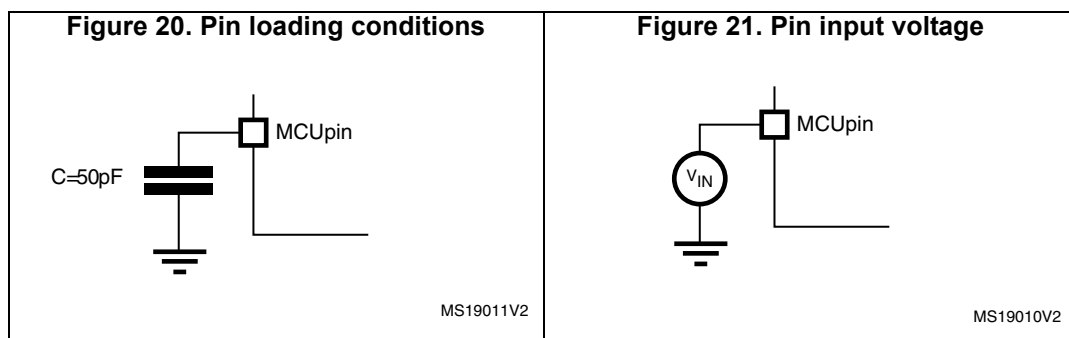 Figure 20. Pin loading conditions
MCUpin
C=50pF
MS19011V2
Figure 21. Pin input voltage
MCUpin
VIN
MS19010V2